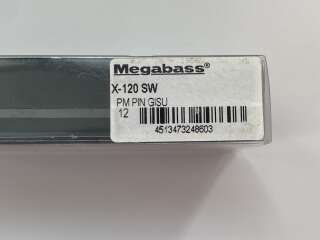 Megabass®
X-120 SW
PM PIN GISU
12
4513473248603